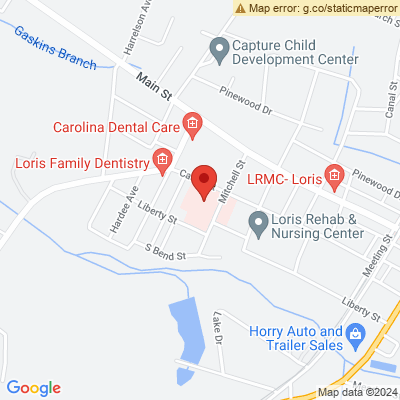 Map error: g.co/staticmaperror
Harrelson Ave
Gaskins Branch
Church S
Capture Child
Development Center
Main St
Pinewood Dr
Canal St
Carolina Dental Care
Loris Family Dentistry
Ca
Mitchell St
LRMC- Loris
Pinewood Dr
Hardee Ave
Liberty St
Loris Rehab &
Nursing Center
S Bend St
Meeting St
Liberty St
Lake Dr
Horry Auto and
Trailer Sales
Google
Map data ©2024